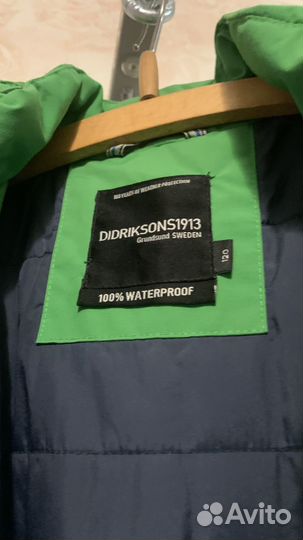 100 YEARS OF WEATHER PROTECTION
DIDRIKSONS1913
Grundsund SWEDEN
120
100% WATERPROOF
Avito